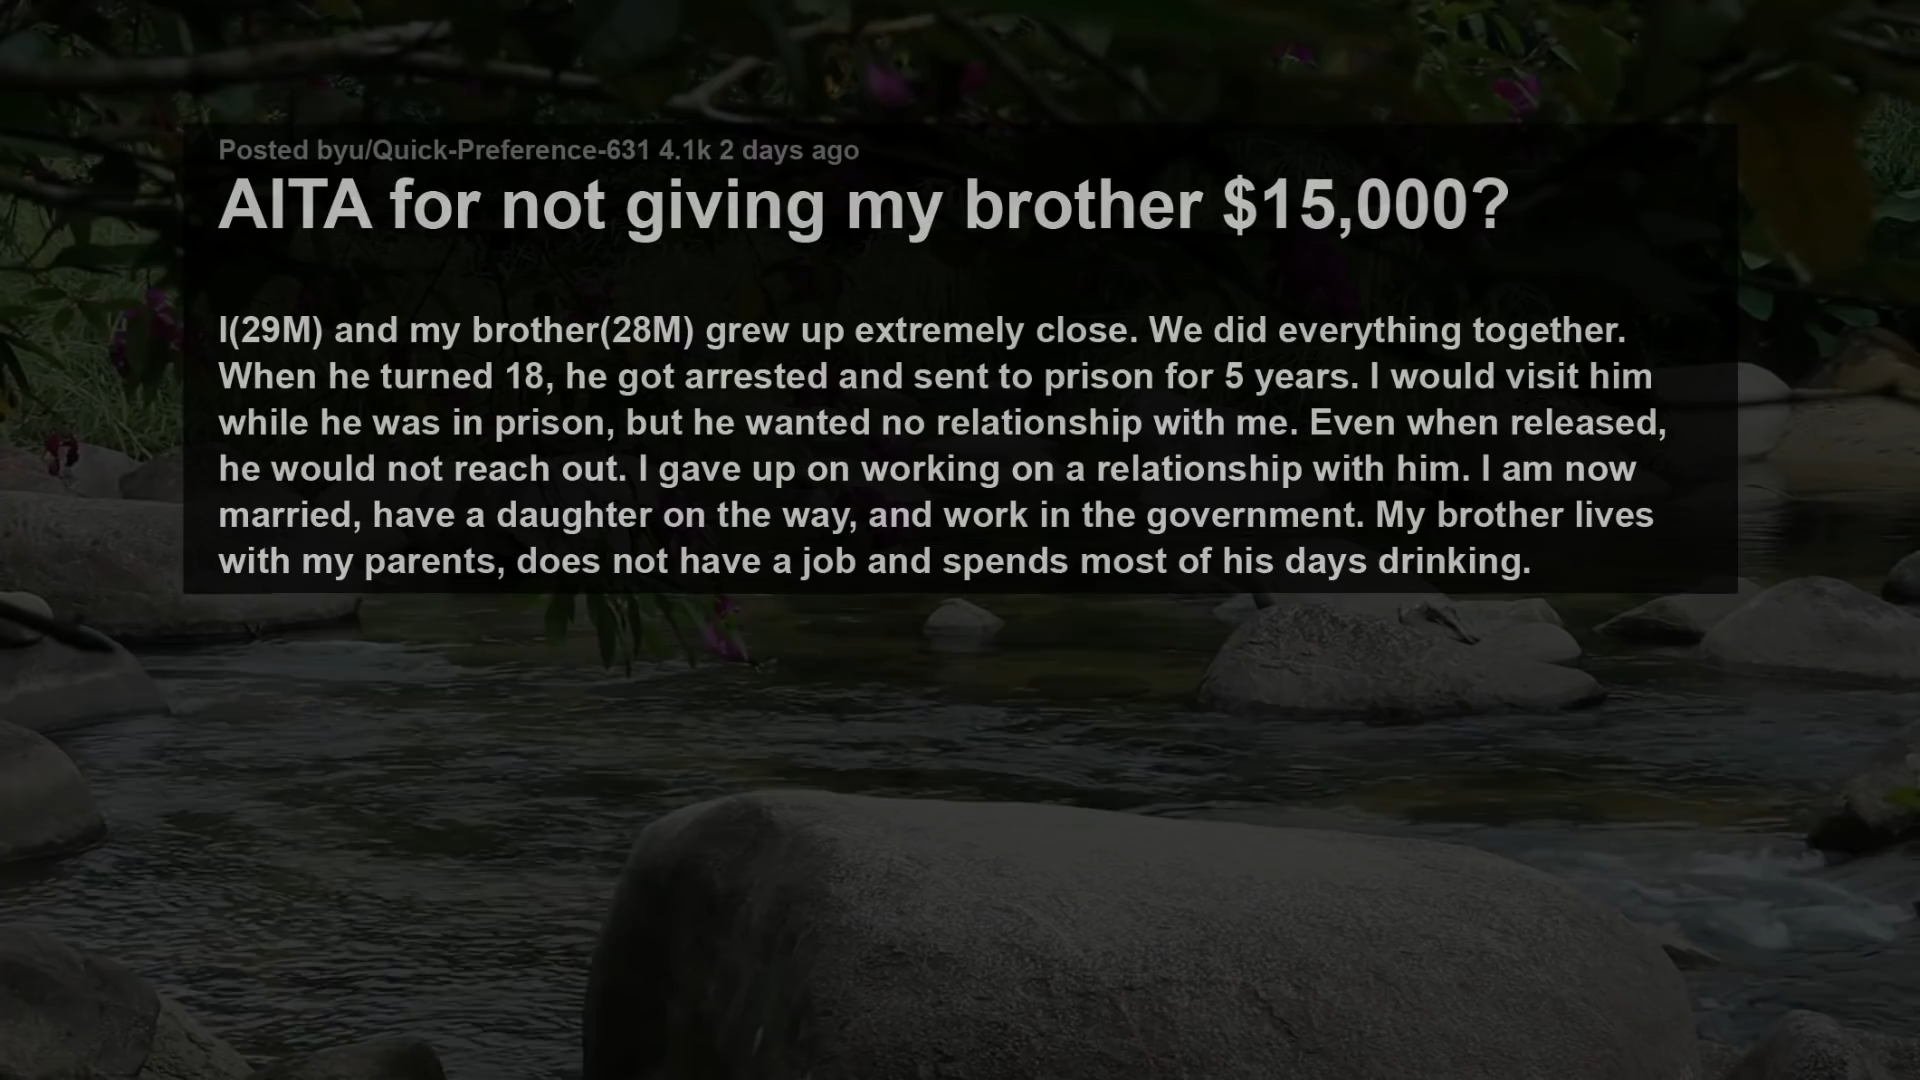 Posted byu/Quick-Preference-631 4.1k 2 days ago
AITA for not giving my brother $15,000?
I(29M) and my brother(28M) grew up extremely close. We did everything together.
When he turned 18, he got arrested and sent to prison for 5 years. I would visit him
while he was in prison, but he wanted no relationship with me. Even when released,
he would not reach out. I gave up on working on a relationship with him. I am now
married, have a daughter on the way, and work in the government. My brother lives
with my parents, does not have a job and spends most of his days drinking.